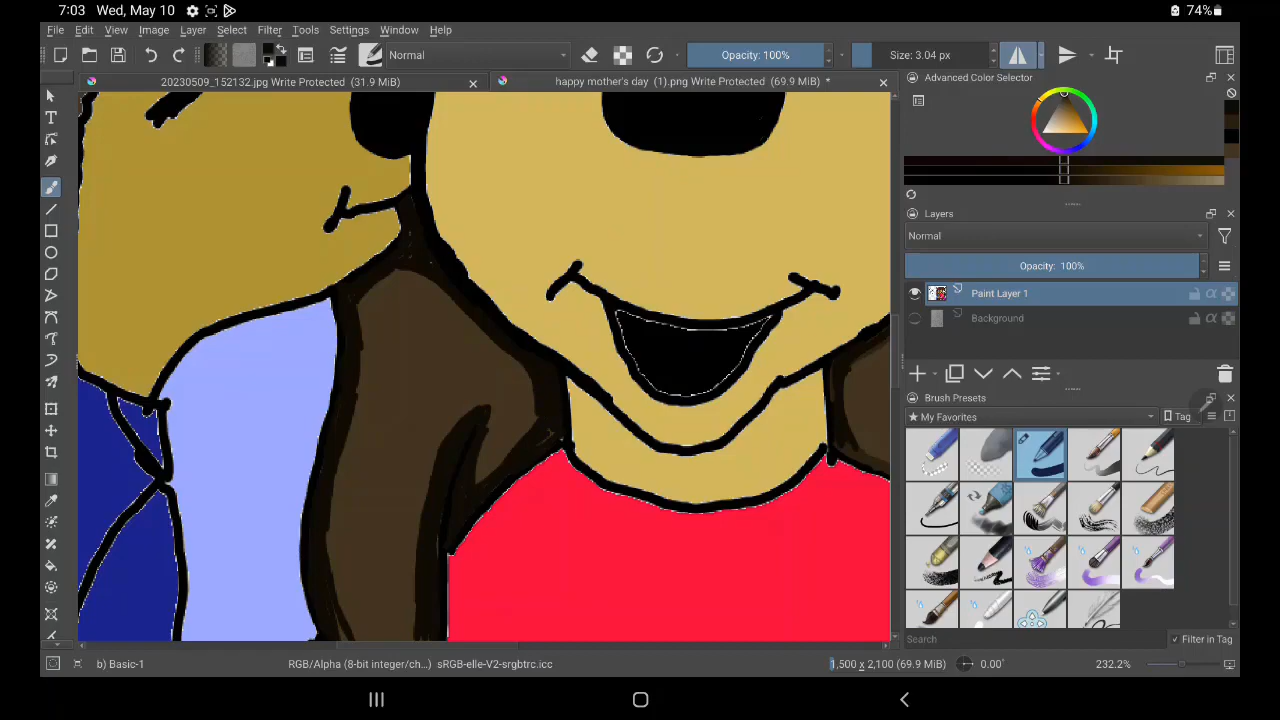 7:03 Wed, May 10 74%
File Edit View Image Layer Select Filter Tools Settings Window Help
Normal Opacity: 100% Size: 3.04 px
20230509_152132.jpg Write Protected (31.9 MiB) happy mother's day (1).png Write Protected (69.9 MiB) *
Advanced Color Selector
Layers
Normal
Opacity: 100%
Paint Layer 1
Background
Brush Presets
My Favorites Tag
Search Filter in Tag
b) Basic-1 RGB/Alpha (8-bit integer/ch...) sRGB-elle-V2-srgbtrc.icc 1,500 x 2,100 (69.9 MiB) 0.00° 232.2%